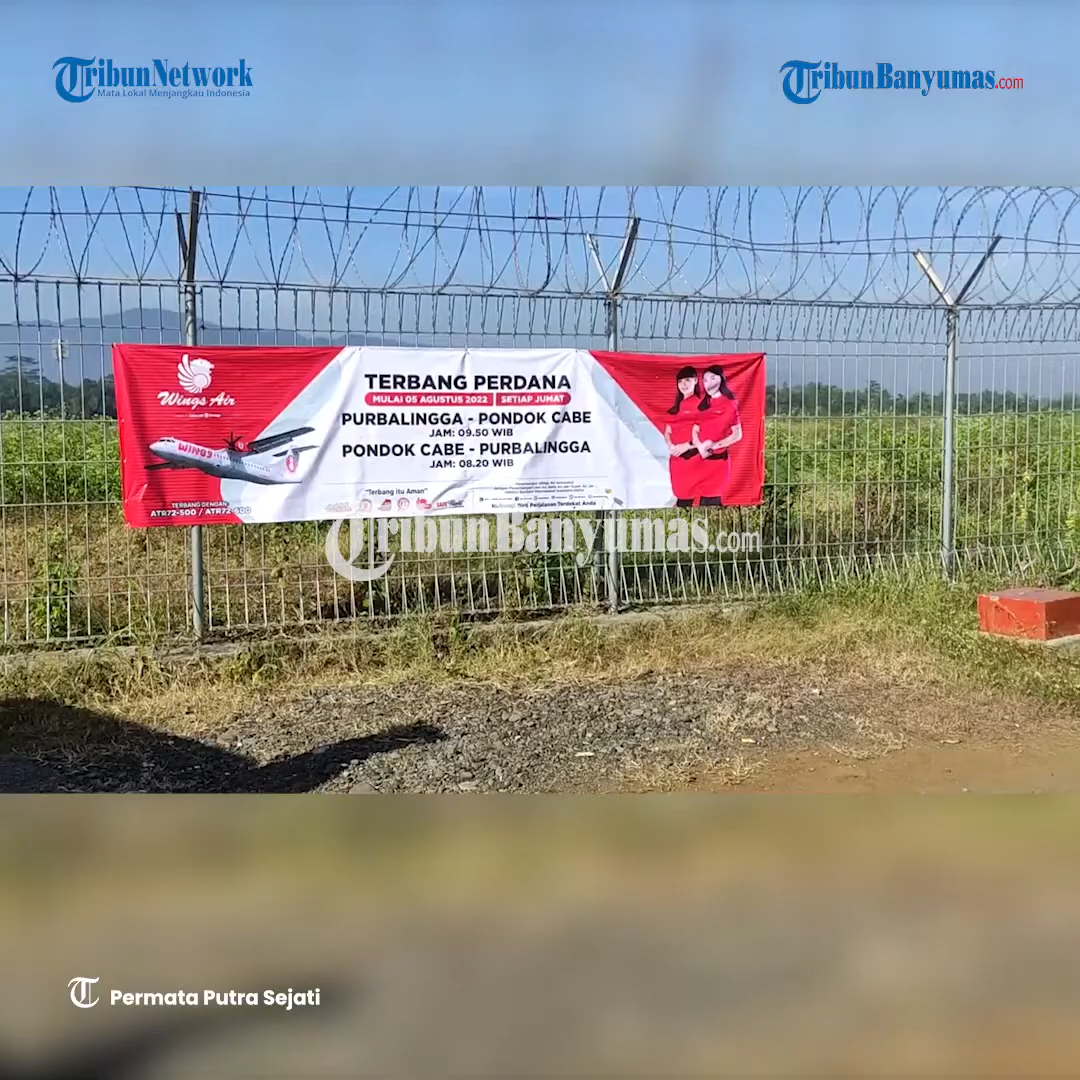 TribunNetwork
Mata Lokal Menjangkau Indonesia
TribunBanyumas.com
Wings Air
TERBANG PERDANA
MULAI 05 AGUSTUS 2022 | SETIAP JUMAT
PURBALINGGA - PONDOK CABE
JAM: 09.50 WIB
PONDOK CABE - PURBALINGGA
JAM: 08.20 WIB
WINGS
TERBANG DENGAN
ATR72-500 / ATR72-600
"Terbang itu Aman"
TribunBanyumas.com
Permata Putra Sejati